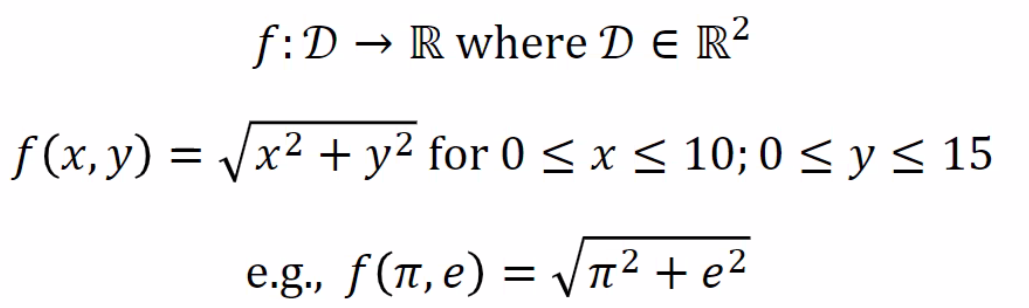 f: 𝒟 → ℝ where 𝒟 ∈ ℝ²
f(x, y) = √(x² + y²) for 0 ≤ x ≤ 10; 0 ≤ y ≤ 15
e.g., f(π, e) = √(π² + e²)